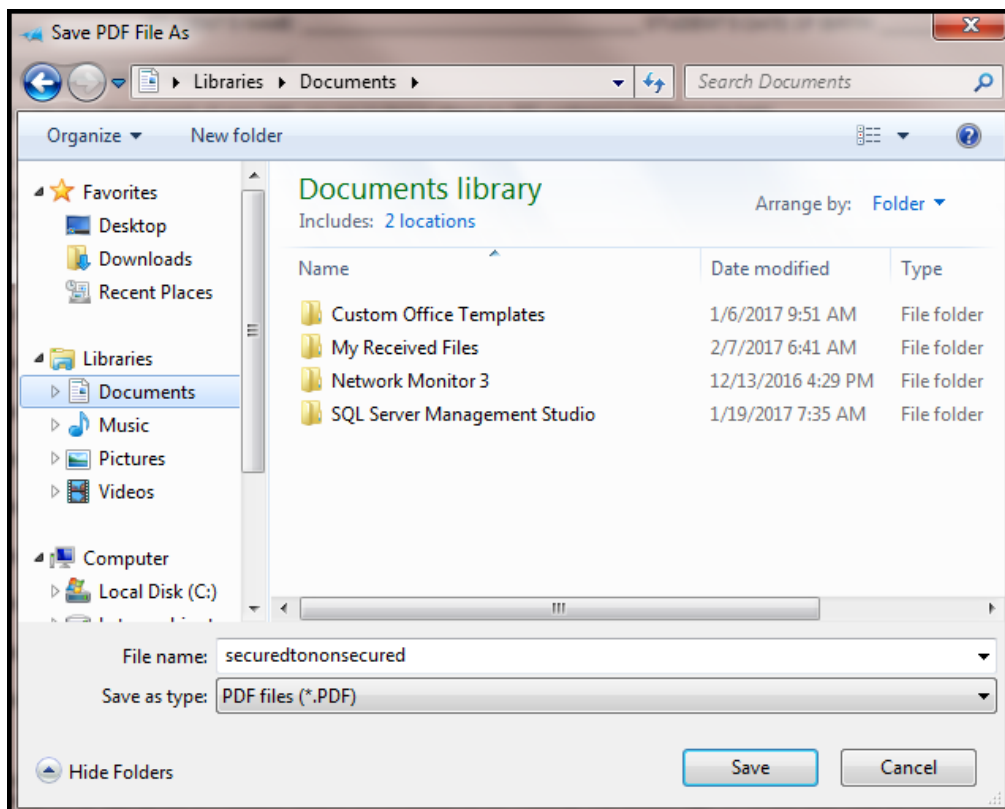 Save PDF File As
Libraries Documents Search Documents
Organize New folder
Favorites
Desktop
Downloads
Recent Places
Libraries
Documents
Music
Pictures
Videos
Computer
Local Disk (C:)
Documents library
Includes: 2 locations
Arrange by: Folder
Name Date modified Type
Custom Office Templates 1/6/2017 9:51 AM File folder
My Received Files 2/7/2017 6:41 AM File folder
Network Monitor 3 12/13/2016 4:29 PM File folder
SQL Server Management Studio 1/19/2017 7:35 AM File folder
File name: securedtononsecured
Save as type: PDF files (*.PDF)
Hide Folders Save Cancel